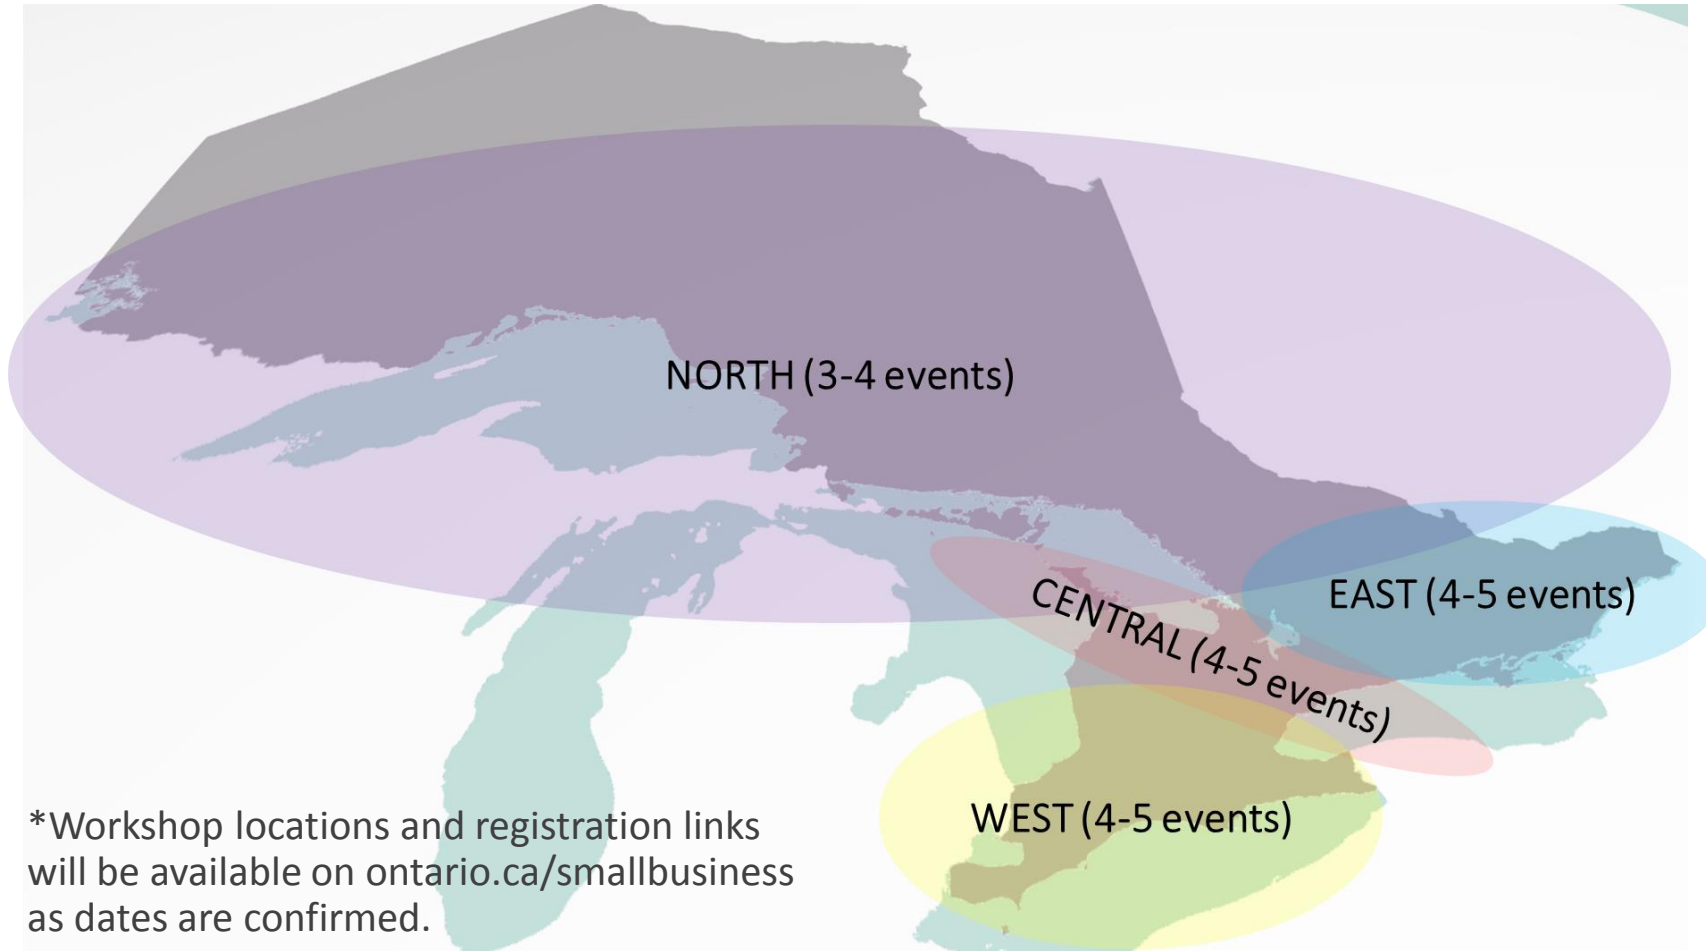 NORTH (3-4 events)
EAST (4-5 events)
CENTRAL (4-5 events)
WEST (4-5 events)
*Workshop locations and registration links
will be available on ontario.ca/smallbusiness
as dates are confirmed.